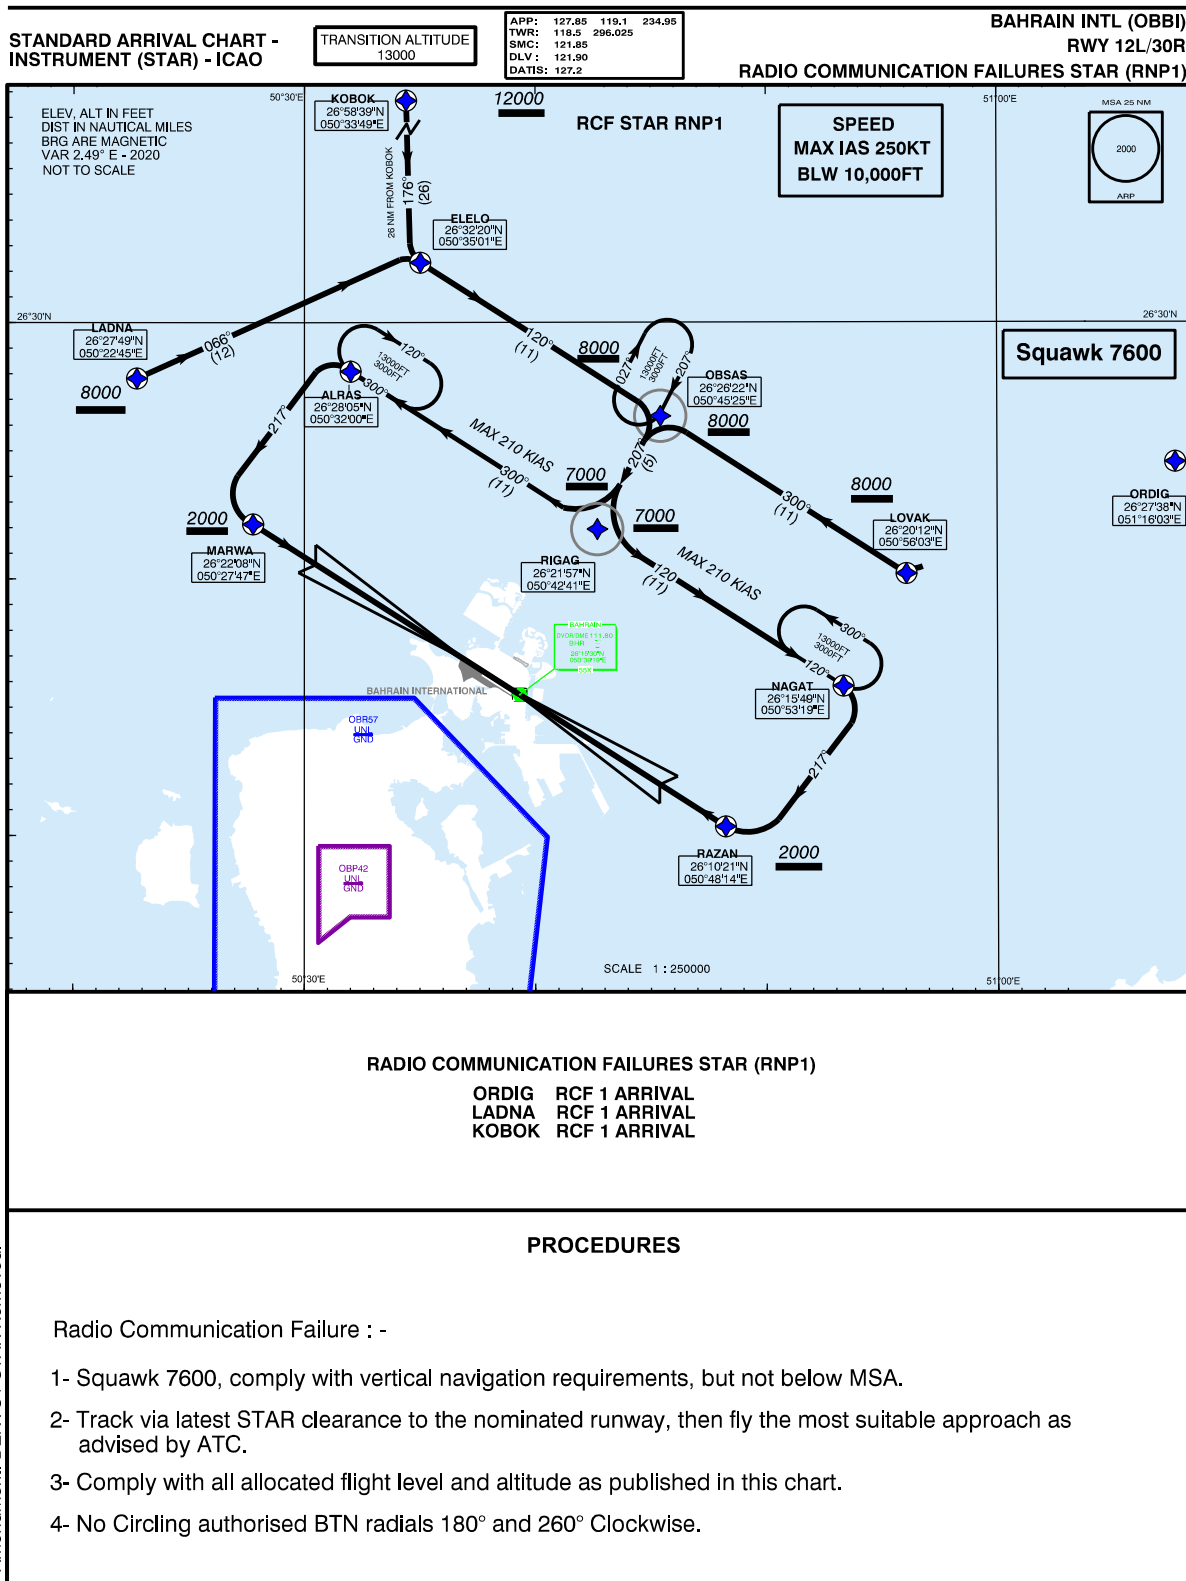 STANDARD ARRIVAL CHART -
INSTRUMENT (STAR) - ICAO
TRANSITION ALTITUDE
13000
APP: 127.85 119.1 234.95
TWR: 118.5 296.025
SMC: 121.85
DLV : 121.90
DATIS: 127.2
BAHRAIN INTL (OBBI)
RWY 12L/30R
RADIO COMMUNICATION FAILURES STAR (RNP1)
ELEV, ALT IN FEET
DIST IN NAUTICAL MILES
BRG ARE MAGNETIC
VAR 2.49° E - 2020
NOT TO SCALE
50°30'E
KOBOK
26°58'39"N
050°33'49"E
12000
RCF STAR RNP1
SPEED
MAX IAS 250KT
BLW 10,000FT
51°00'E
MSA 25 NM
2000
ARP
26 NM FROM KOBOK
176°
(26)
ELELO
26°32'20"N
050°35'01"E
26°30'N
26°30'N
LADNA
26°27'49"N
050°22'45"E
8000
066°
(12)
120°
(11)
8000
Squawk 7600
13000FT
3000FT
120°
300°
ALRAS
26°28'05"N
050°32'00"E
027°
13000FT
3000FT
207°
OBSAS
26°26'22"N
050°45'25"E
8000
217°
MAX 210 KIAS
300°
(11)
207°
(5)
7000
7000
300°
(11)
8000
LOVAK
26°20'12"N
050°56'03"E
ORDIG
26°27'38"N
051°16'03"E
2000
MARWA
26°22'08"N
050°27'47"E
RIGAG
26°21'57"N
050°42'41"E
MAX 210 KIAS
120
(11)
300°
13000FT
3000FT
120°
NAGAT
26°15'49"N
050°53'19"E
BAHRAIN
DVOR/DME 111.80
BHR
BAHRAIN INTERNATIONAL
OBR57
UNL
GND
217°
RAZAN
26°10'21"N
050°48'14"E
2000
OBP42
UNL
GND
50°30'E
SCALE 1 : 250000
51°00'E
RADIO COMMUNICATION FAILURES STAR (RNP1)
ORDIG RCF 1 ARRIVAL
LADNA RCF 1 ARRIVAL
KOBOK RCF 1 ARRIVAL
PROCEDURES
Radio Communication Failure : -
1- Squawk 7600, comply with vertical navigation requirements, but not below MSA.
2- Track via latest STAR clearance to the nominated runway, then fly the most suitable approach as
advised by ATC.
3- Comply with all allocated flight level and altitude as published in this chart.
4- No Circling authorised BTN radials 180° and 260° Clockwise.